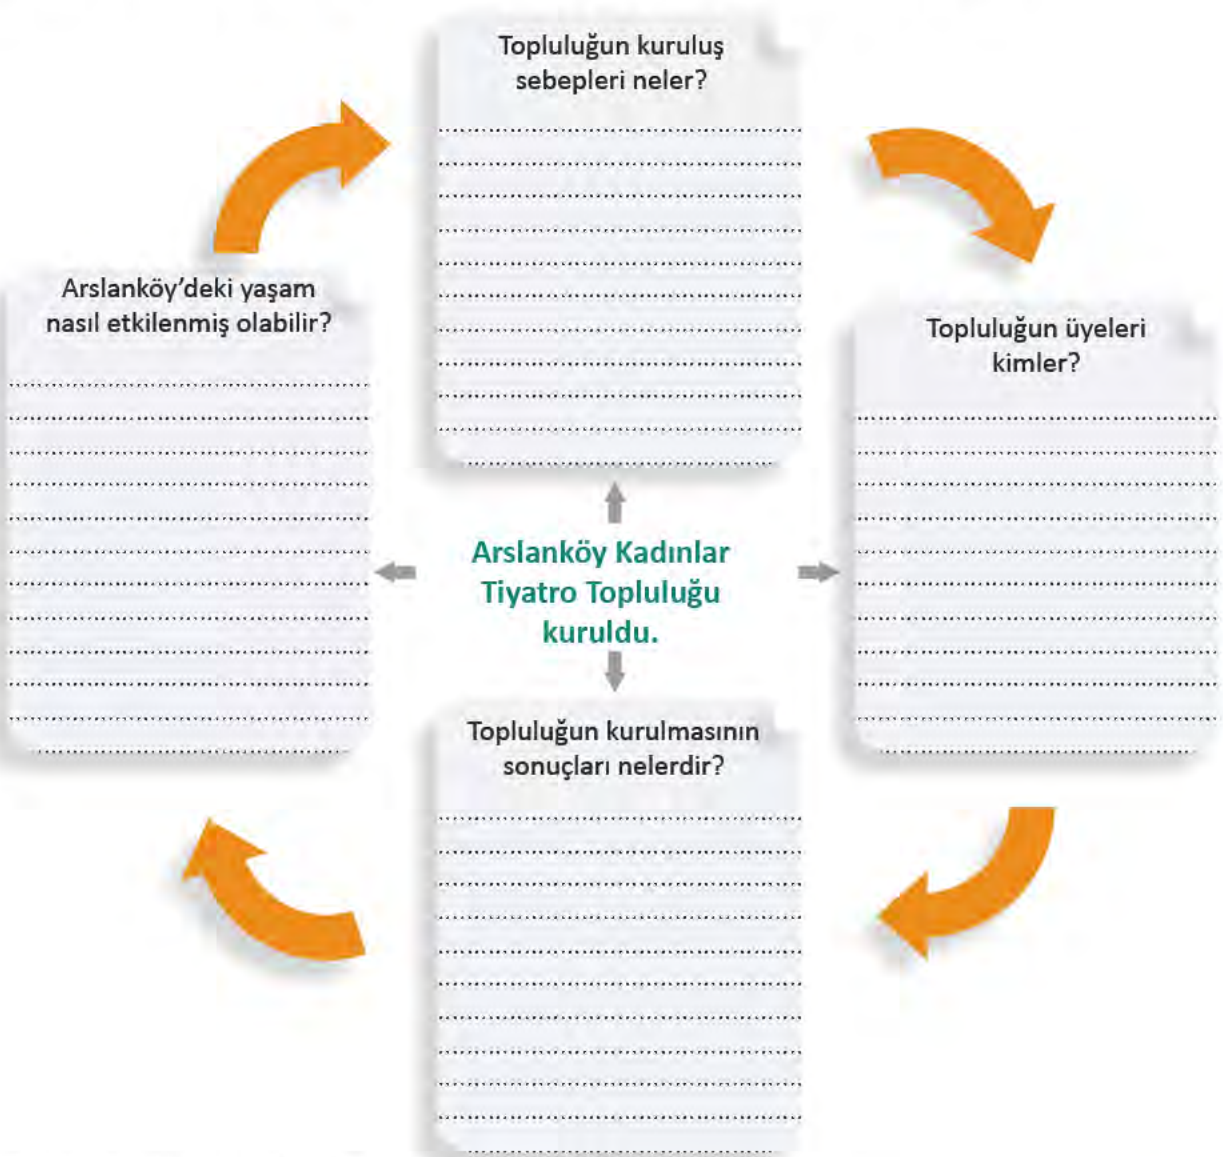 Topluluğun kuruluş
sebepleri neler?
Arslanköy'deki yaşam
nasıl etkilenmiş olabilir?
Topluluğun üyeleri
kimler?
Arslanköy Kadınlar
Tiyatro Topluluğu
kuruldu.
Topluluğun kurulmasının
sonuçları nelerdir?